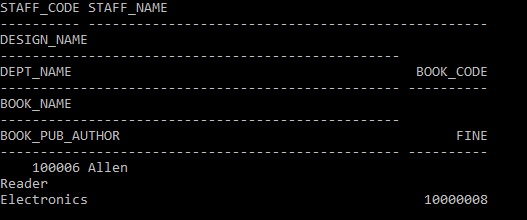 STAFF_CODE STAFF_NAME
---------- --------------------------------------------------
DESIGN_NAME
--------------------------------------------------
DEPT_NAME                                           BOOK_CODE
-------------------------------------------------- ----------
BOOK_NAME
--------------------------------------------------
BOOK_PUB_AUTHOR                                          FINE
-------------------------------------------------- ----------
    100006 Allen
Reader
Electronics                                          10000008